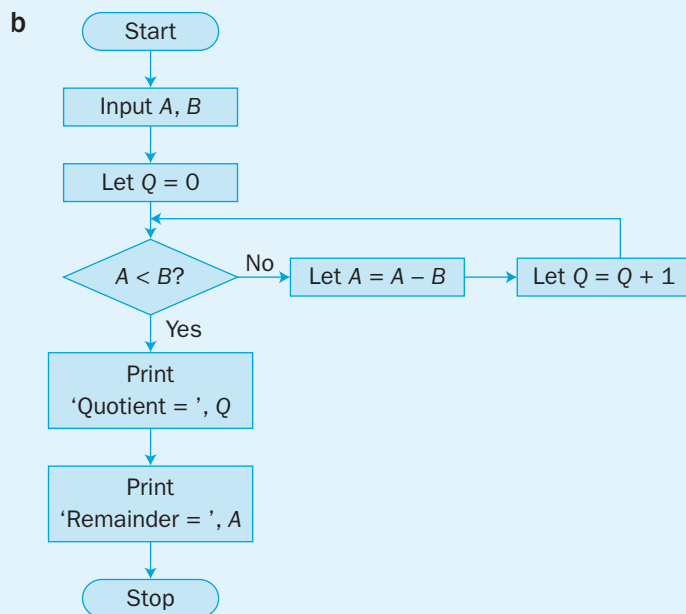 b
Start
Input A, B
Let Q = 0
A < B?
No
Let A = A – B
Let Q = Q + 1
Yes
Print
‘Quotient = ’, Q
Print
‘Remainder = ’, A
Stop